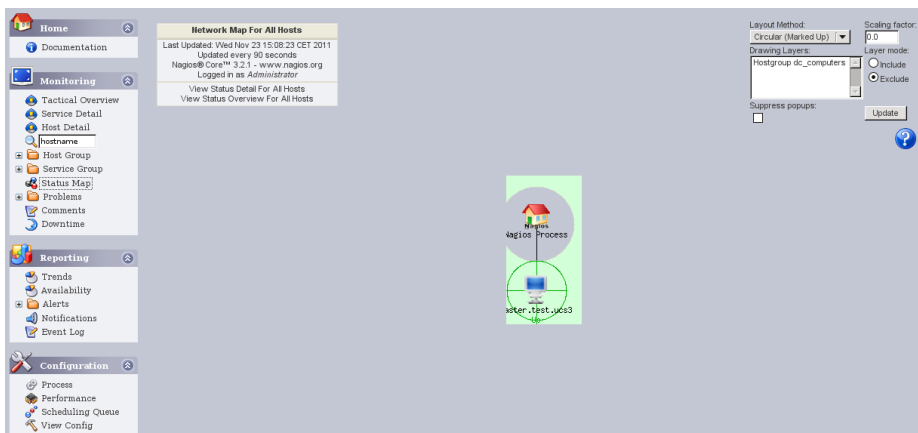 Home
Documentation
Monitoring
Tactical Overview
Service Detail
Host Detail
hostname
Host Group
Service Group
Status Map
Problems
Comments
Downtime
Reporting
Trends
Availability
Alerts
Notifications
Event Log
Configuration
Process
Performance
Scheduling Queue
View Config
Network Map For All Hosts
Last Updated: Wed Nov 23 15:08:23 CET 2011
Updated every 90 seconds
Nagios® Core™ 3.2.1 - www.nagios.org
Logged in as Administrator
View Status Detail For All Hosts
View Status Overview For All Hosts
Nagios
Nagios Process
aster.test.ucs3
Up
Layout Method:
Circular (Marked Up)
Scaling factor:
0.0
Drawing Layers:
Hostgroup dc_computers
Layer mode:
Include
Exclude
Suppress popups:
Update
?